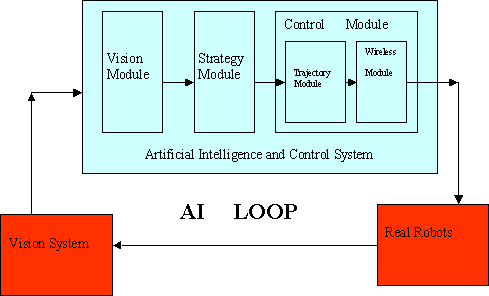 Vision
Module
Strategy
Module
Control Module
Trajectory
Module
Wireless
Module
Artificial Intelligence and Control System
AI LOOP
Vision System
Real Robots